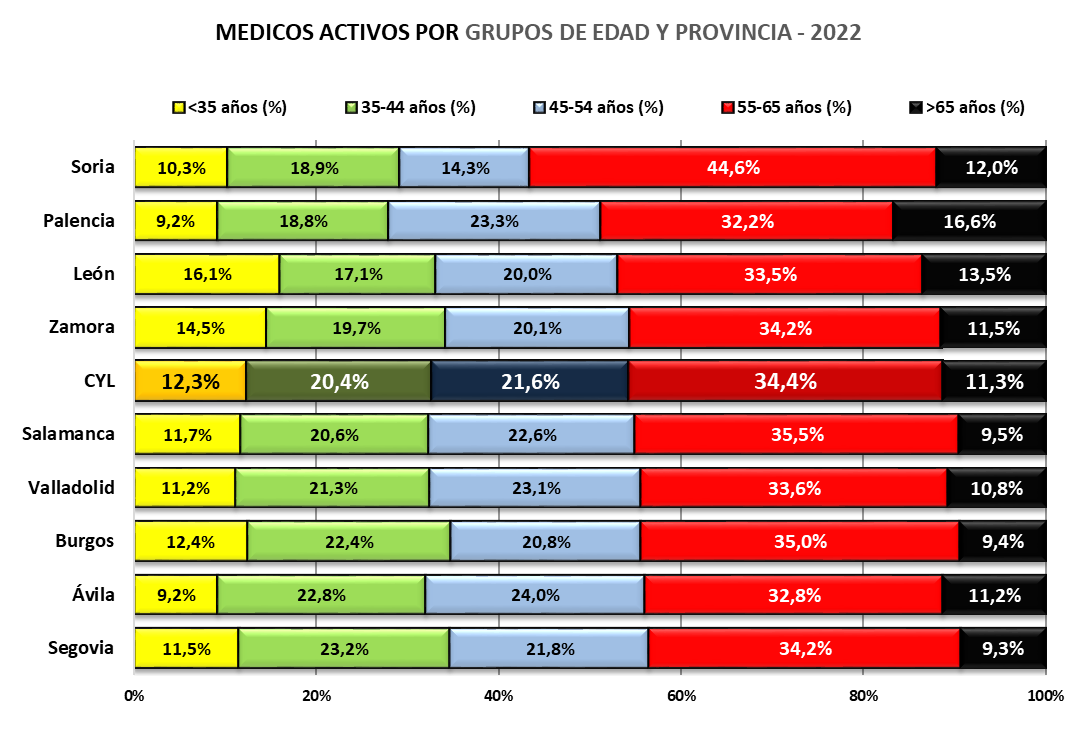 MEDICOS ACTIVOS POR GRUPOS DE EDAD Y PROVINCIA - 2022
<35 años (%) 35-44 años (%) 45-54 años (%) 55-65 años (%) >65 años (%)
Soria 10,3% 18,9% 14,3% 44,6% 12,0%
Palencia 9,2% 18,8% 23,3% 32,2% 16,6%
León 16,1% 17,1% 20,0% 33,5% 13,5%
Zamora 14,5% 19,7% 20,1% 34,2% 11,5%
CYL 12,3% 20,4% 21,6% 34,4% 11,3%
Salamanca 11,7% 20,6% 22,6% 35,5% 9,5%
Valladolid 11,2% 21,3% 23,1% 33,6% 10,8%
Burgos 12,4% 22,4% 20,8% 35,0% 9,4%
Ávila 9,2% 22,8% 24,0% 32,8% 11,2%
Segovia 11,5% 23,2% 21,8% 34,2% 9,3%
0% 20% 40% 60% 80% 100%